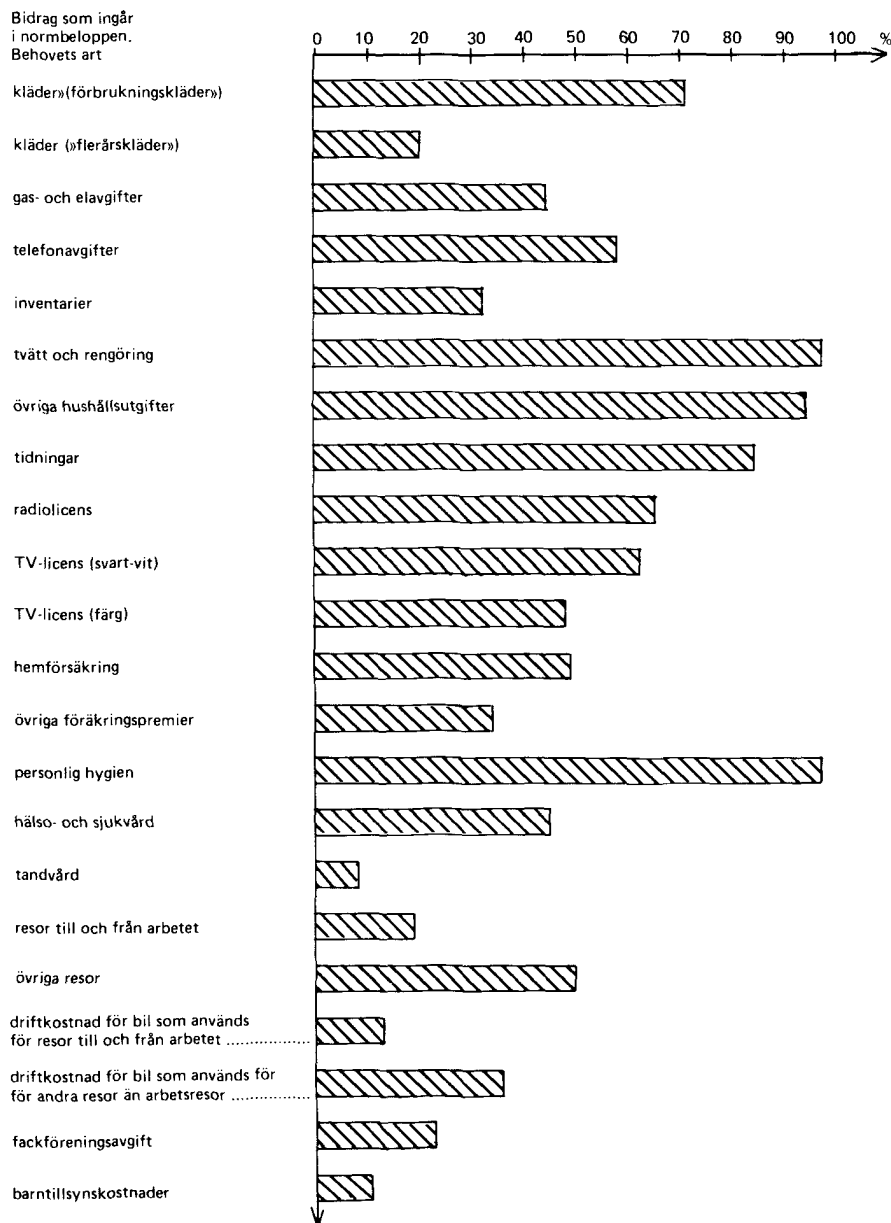 Bidrag som ingår
i normbeloppen.
Behovets art
0 10 20 30 40 50 60 70 80 90 100 %
kläder»(förbrukningskläder»)
kläder (»flerårskläder»)
gas- och elavgifter
telefonavgifter
inventarier
tvätt och rengöring
övriga hushållsutgifter
tidningar
radiolicens
TV-licens (svart-vit)
TV-licens (färg)
hemförsäkring
övriga föräkringspremier
personlig hygien
hälso- och sjukvård
tandvård
resor till och från arbetet
övriga resor
driftkostnad för bil som används
för resor till och från arbetet ................
driftkostnad för bil som används för
för andra resor än arbetsresor ...............
fackföreningsavgift
barntillsynskostnader